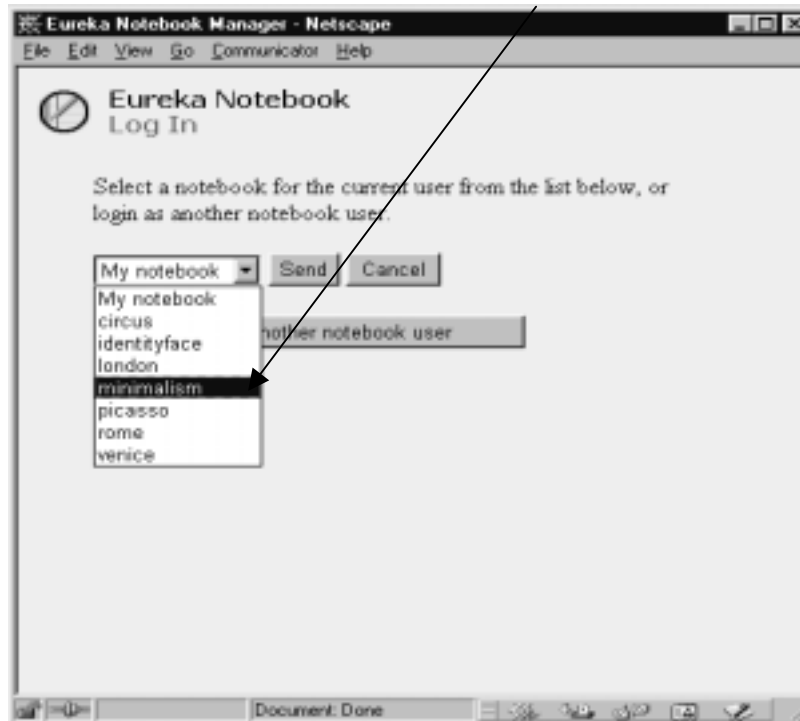 Eureka Notebook Manager - Netscape
File Edit View Go Communicator Help
Eureka Notebook
Log In
Select a notebook for the current user from the list below, or
login as another notebook user.
My notebook Send Cancel
My notebook
circus
nother notebook user
identityface
london
minimalism
picasso
rome
venice
Document: Done